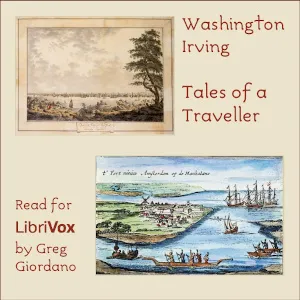 Washington
Irving
Tales of a
Traveller
t' Fort nieuw Amsterdam op de Manhatans
Read for
LibriVox
by Greg
Giordano